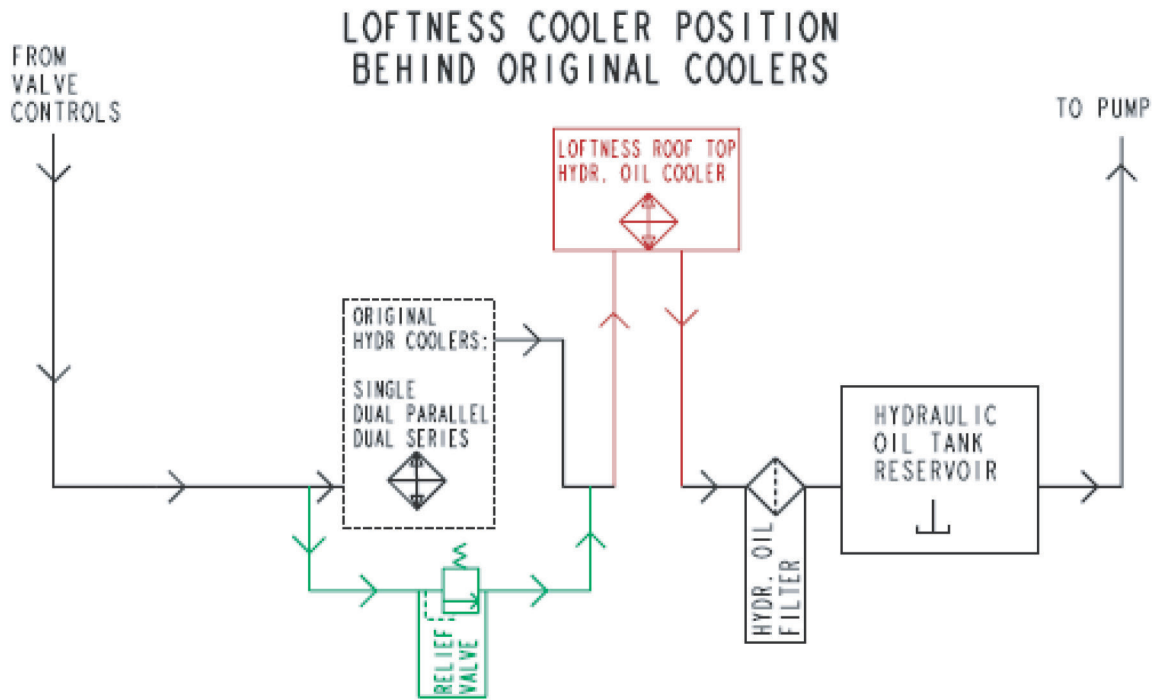 LOFTNESS COOLER POSITION
BEHIND ORIGINAL COOLERS
FROM
VALVE
CONTROLS
TO PUMP
LOFTNESS ROOF TOP
HYDR. OIL COOLER
ORIGINAL
HYDR COOLERS:
SINGLE
DUAL PARALLEL
DUAL SERIES
HYDRAULIC
OIL TANK
RESERVOIR
HYDR. OIL
FILTER
RELIEF
VALVE